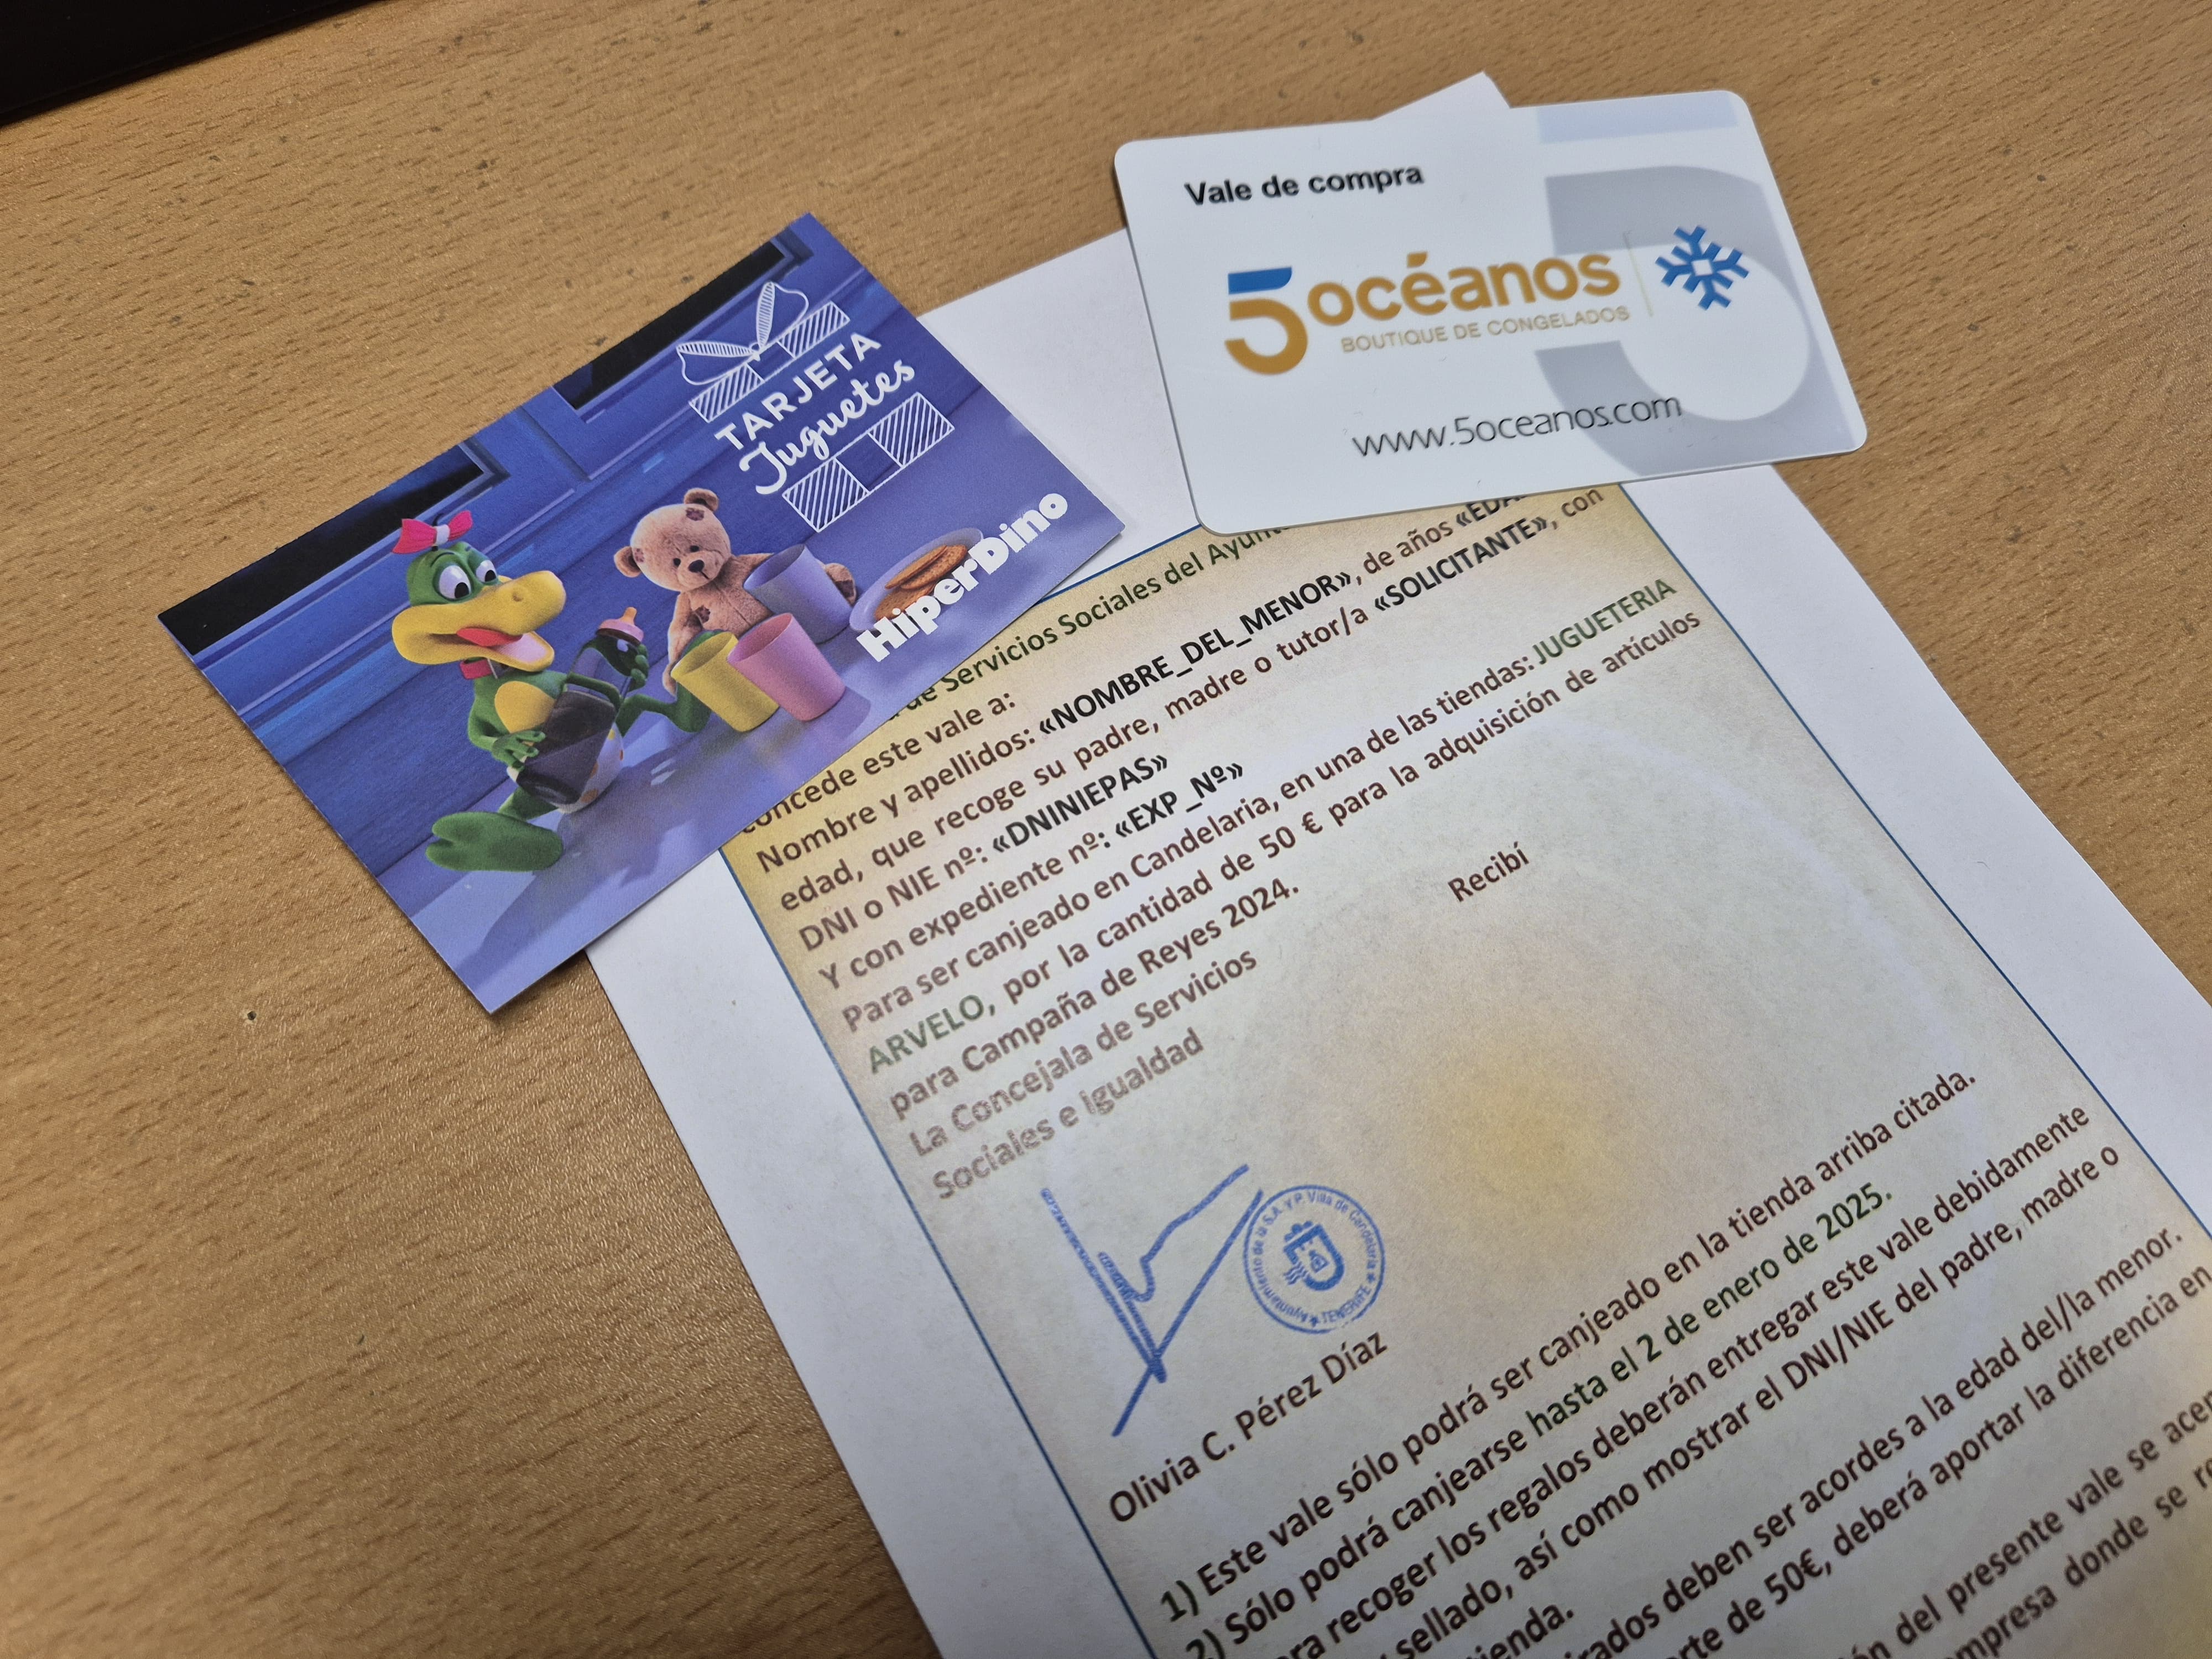 Vale de compra
5océanos
BOUTIQUE DE CONGELADOS
www.5oceanos.com
TARJETA
Juguetes
HiperDino
de Servicios Sociales del
este vale a:
Nombre y apellidos: «NOMBRE_DEL_MENOR», de años
edad, que recoge su padre, madre o tutor/a «SOLICITANTE», con
DNI o NIE nº: «DNINIEPAS»
Y con expediente nº: «EXP_Nº»
Para ser canjeado en Candelaria, en una de las tiendas: JUGUETERIA
ARVELO, por la cantidad de 50 € para la adquisición de artículos
para Campaña de Reyes 2024.
La Concejala de Servicios
Sociales e Igualdad
Recibí
Ayuntamiento de la S.A. y P. Villa de Candelaria ★ TENERIFE ★
Olivia C. Pérez Díaz
1) Este vale sólo podrá ser canjeado en la tienda arriba citada.
2) Sólo podrá canjearse hasta el 2 de enero de 2025.
recoger los regalos deberán entregar este vale debidamente
sellado, así como mostrar el DNI/NIE del padre, madre o
deben ser acordes a la edad del/la menor.
de 50€, deberá aportar la diferencia en
del presente vale se
donde se